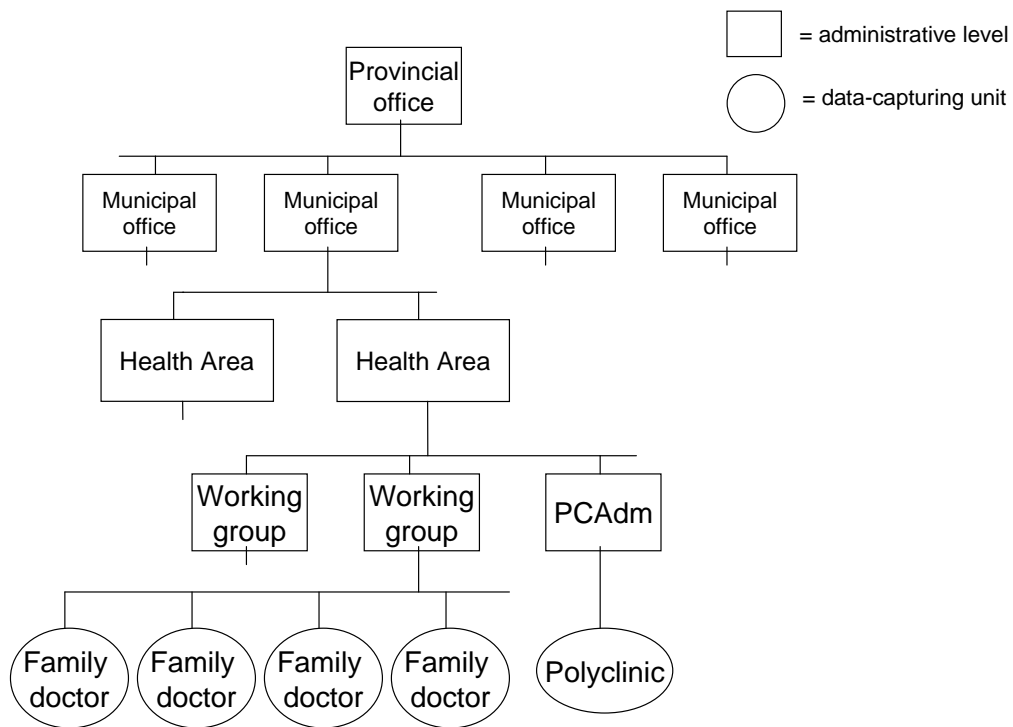 = administrative level
= data-capturing unit
Provincial
office
Municipal
office
Municipal
office
Municipal
office
Municipal
office
Health Area
Health Area
Working
group
Working
group
PCAdm
Family
doctor
Family
doctor
Family
doctor
Family
doctor
Polyclinic